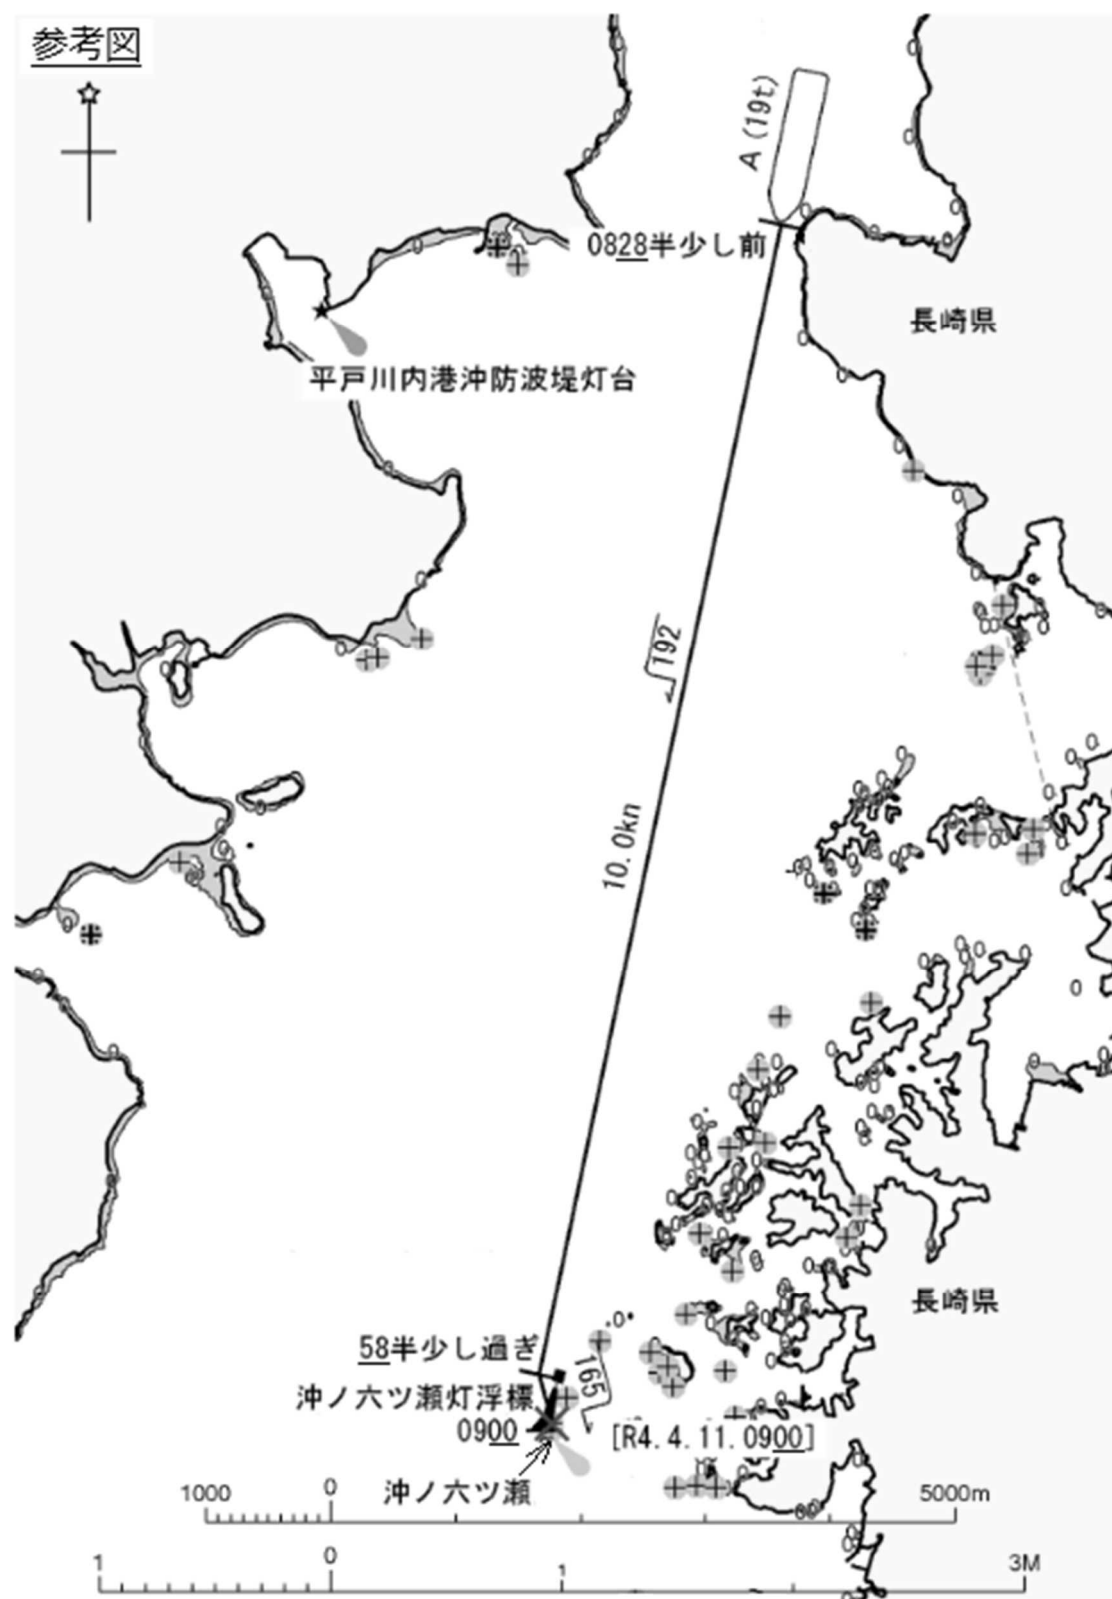 参考図
A (19t)
0828半少し前
長崎県
平戸川内港沖防波堤灯台
192
10.0kn
長崎県
58半少し過ぎ
165
沖ノ六ツ瀬灯浮標
0900
[R4.4.11.0900]
沖ノ六ツ瀬
1000 0 5000m
1 0 1 3M